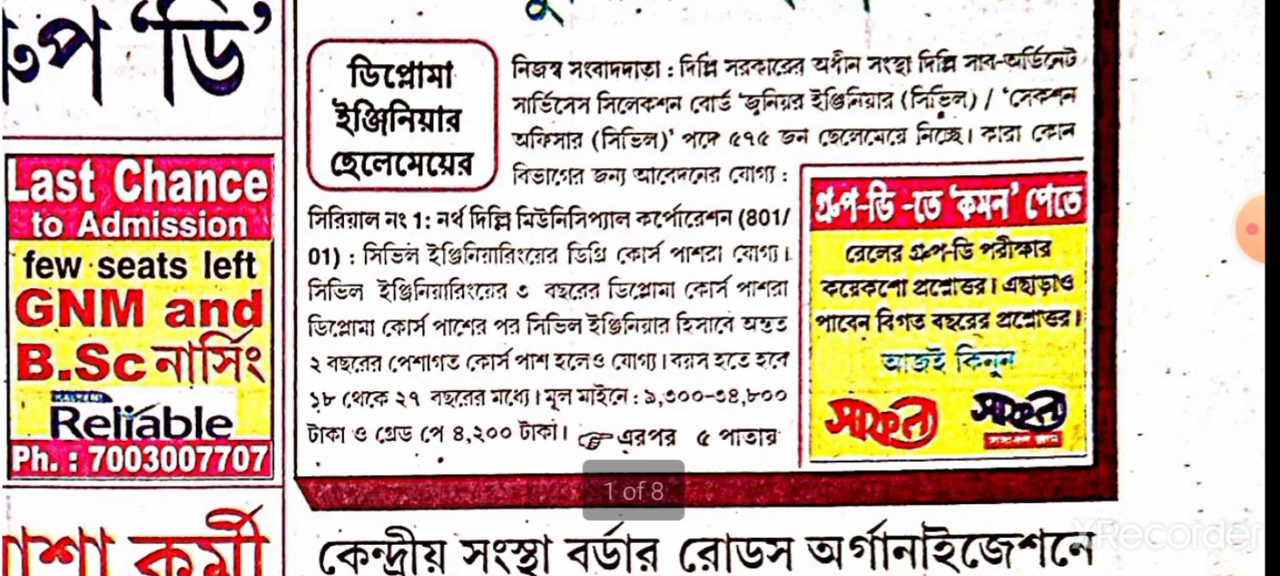 'ডি'
Last Chance
to Admission
few seats left
GNM and
B.Sc নার্সিং
Reliable
Ph. : 7003007707
কর্মী
ডিপ্লোমা
ইঞ্জিনিয়ার
ছেলেমেয়ের
নিজস্ব সংবাদদাতা : দিল্লি সরকারের অধীন সংস্থা দিল্লি সাব-অর্ডিনেট
সার্ভিসেস সিলেকশন বোর্ড 'জুনিয়র ইঞ্জিনিয়ার (সিভিল) / 'সেকশন
অফিসার (সিভিল)' পদে ৫৭৫ জন ছেলেমেয়ে নিচ্ছে। কারা কোন
বিভাগের জন্য আবেদনের যোগ্য :
সিরিয়াল নং 1: নর্থ দিল্লি মিউনিসিপ্যাল কর্পোরেশন (801/
01) : সিভিল ইঞ্জিনিয়ারিংয়ের ডিগ্রি কোর্স পাশরা যোগ্য।
সিভিল ইঞ্জিনিয়ারিংয়ের ৩ বছরের ডিপ্লোমা কোর্স পাশরা
ডিপ্লোমা কোর্স পাশের পর সিভিল ইঞ্জিনিয়ার হিসাবে অন্তত
২ বছরের পেশাগত কোর্স পাশ হলেও যোগ্য। বয়স হতে হবে
১৮ থেকে ২৭ বছরের মধ্যে। মূল মাইনে : ৯,৩০০-৩৪,৮০০
টাকা ও গ্রেড পে ৪,২০০ টাকা। এরপর ৫ পাতায়
গ্রুপ-ডি -তে 'কমন' পেতে
রেলের গ্রুপ-ডি পরীক্ষার
কয়েকশো প্রশ্নোত্তর। এছাড়াও
পাবেন বিগত বছরের প্রশ্নোত্তর।
আজই কিনুন
সাফল্য
সাফল্য
1 of 8
কেন্দ্রীয় সংস্থা বর্ডার রোডস অর্গানাইজেশনে
XRecorder